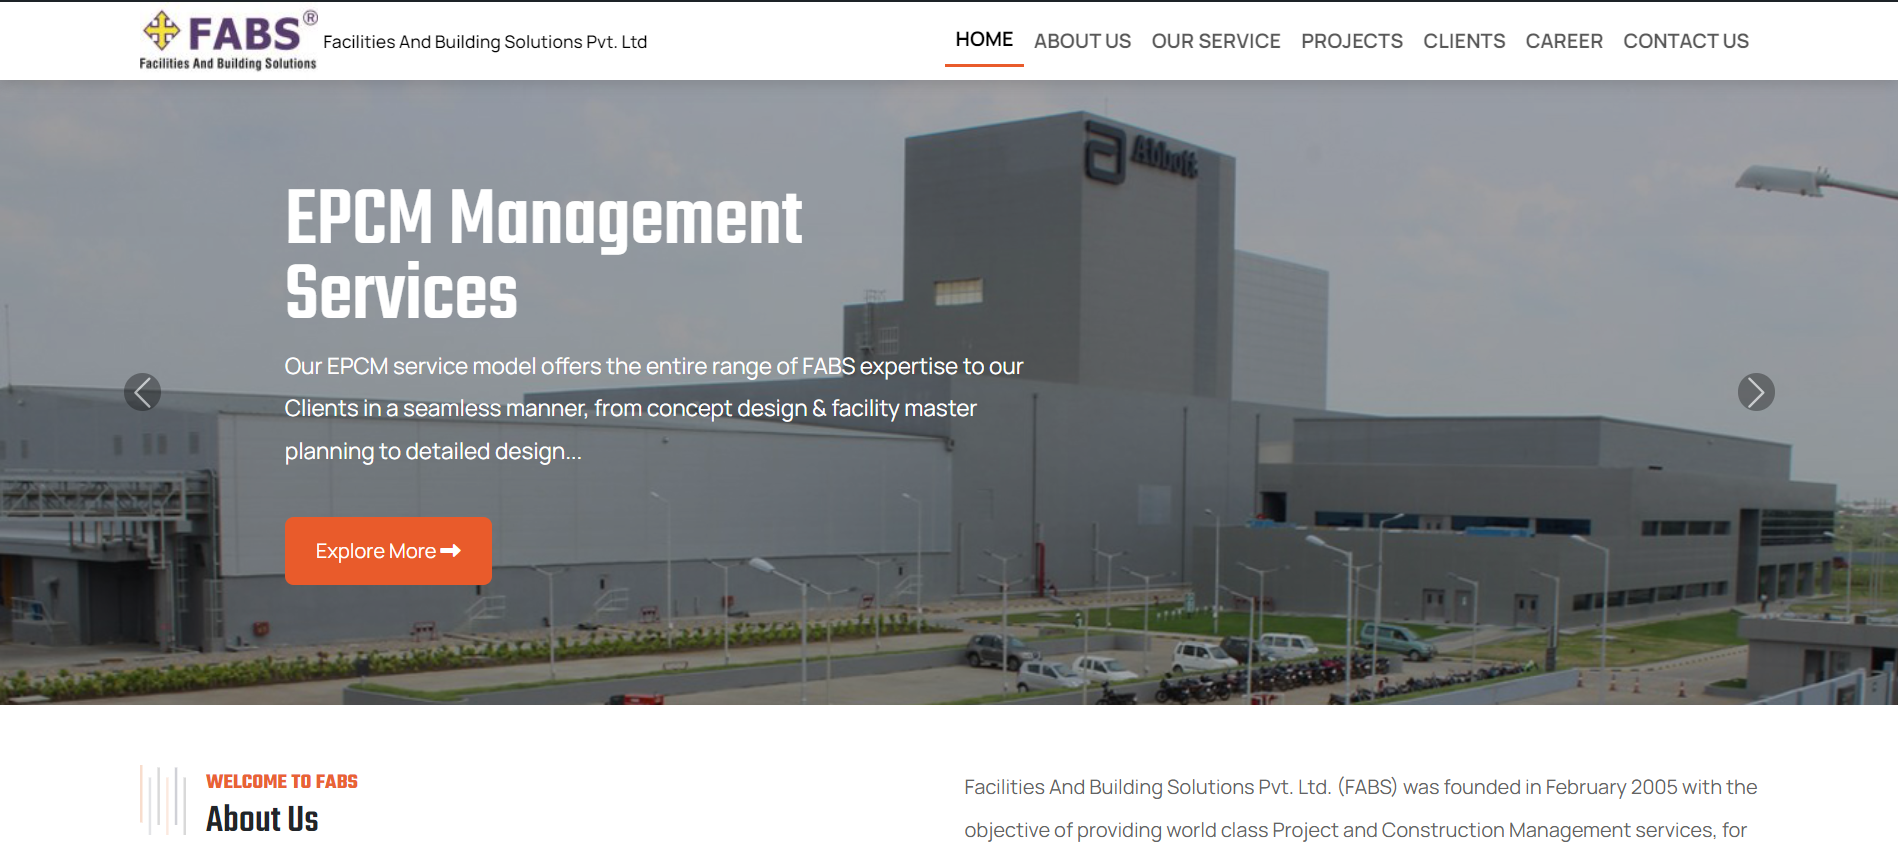 FABS®
Facilities And Building Solutions
Facilities And Building Solutions Pvt. Ltd
HOME
ABOUT US
OUR SERVICE
PROJECTS
CLIENTS
CAREER
CONTACT US
Abbott
EPCM Management
Services
Our EPCM service model offers the entire range of FABS expertise to our
Clients in a seamless manner, from concept design & facility master
planning to detailed design...
Explore More
WELCOME TO FABS
About Us
Facilities And Building Solutions Pvt. Ltd. (FABS) was founded in February 2005 with the
objective of providing world class Project and Construction Management services, for